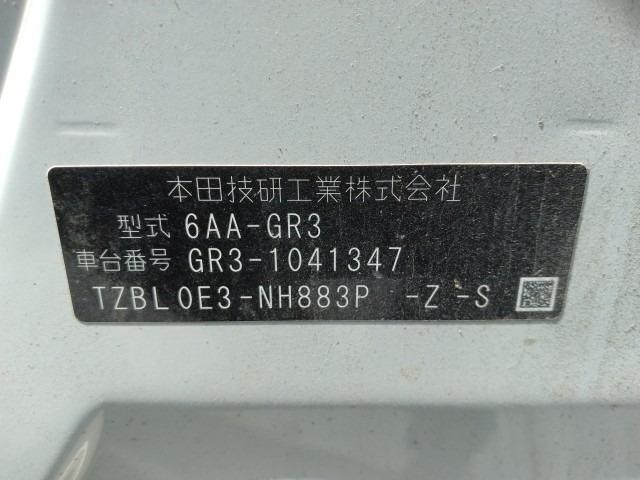 本田技研工業株式会社
型式 6AA-GR3
車台番号 GR3-1041347
TZBL0E3-NH883P -Z -S